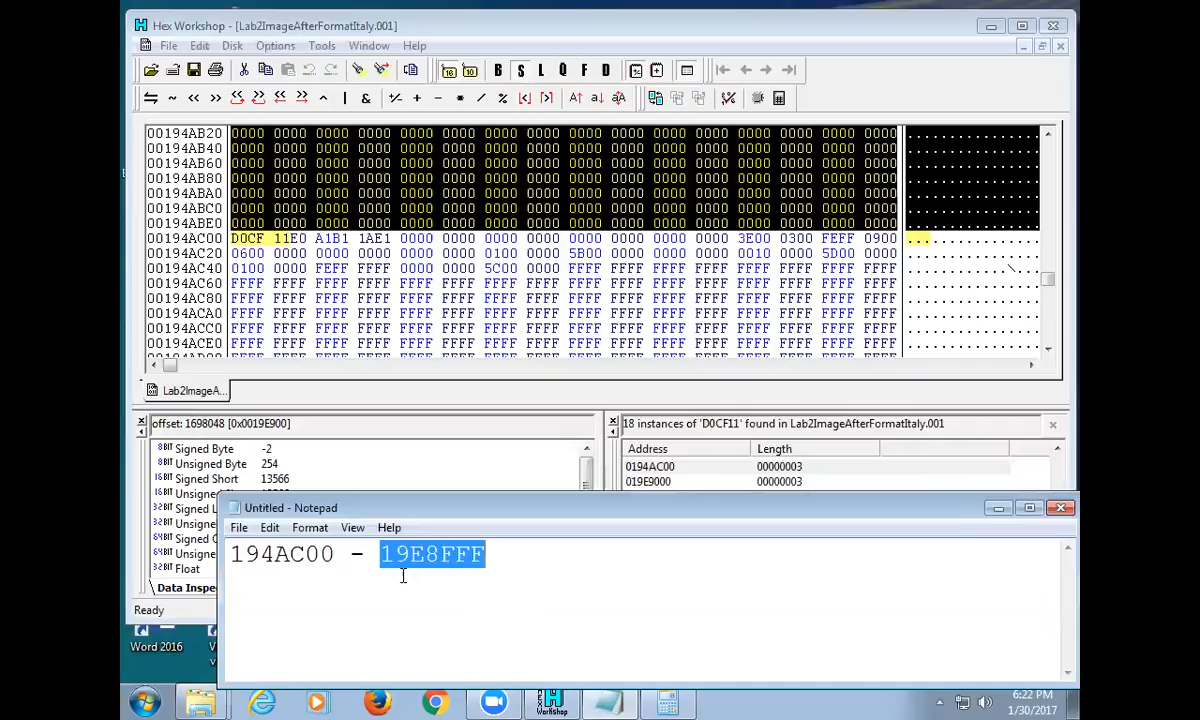 Hex Workshop - [Lab2ImageAfterFormatItaly.001]
File Edit Disk Options Tools Window Help
B S L Q F D
00194AB20 0000 0000 0000 0000 0000 0000 0000 0000 0000 0000 0000 0000 0000 0000 0000 0000 ................
00194AB40 0000 0000 0000 0000 0000 0000 0000 0000 0000 0000 0000 0000 0000 0000 0000 0000 ................
00194AB60 0000 0000 0000 0000 0000 0000 0000 0000 0000 0000 0000 0000 0000 0000 0000 0000 ................
00194AB80 0000 0000 0000 0000 0000 0000 0000 0000 0000 0000 0000 0000 0000 0000 0000 0000 ................
00194ABA0 0000 0000 0000 0000 0000 0000 0000 0000 0000 0000 0000 0000 0000 0000 0000 0000 ................
00194ABC0 0000 0000 0000 0000 0000 0000 0000 0000 0000 0000 0000 0000 0000 0000 0000 0000 ................
00194ABE0 0000 0000 0000 0000 0000 0000 0000 0000 0000 0000 0000 0000 0000 0000 0000 0000 ................
00194AC00 D0CF 11E0 A1B1 1AE1 0000 0000 0000 0000 0000 0000 0000 0000 3E00 0300 FEFF 0900 ................
00194AC20 0600 0000 0000 0000 0000 0000 0100 0000 5B00 0000 0000 0000 0010 0000 5D00 0000 ................
00194AC40 0100 0000 FEFF FFFF 0000 0000 5C00 0000 FFFF FFFF FFFF FFFF FFFF FFFF FFFF FFFF ............\...
00194AC60 FFFF FFFF FFFF FFFF FFFF FFFF FFFF FFFF FFFF FFFF FFFF FFFF FFFF FFFF FFFF FFFF ................
00194AC80 FFFF FFFF FFFF FFFF FFFF FFFF FFFF FFFF FFFF FFFF FFFF FFFF FFFF FFFF FFFF FFFF ................
00194ACA0 FFFF FFFF FFFF FFFF FFFF FFFF FFFF FFFF FFFF FFFF FFFF FFFF FFFF FFFF FFFF FFFF ................
00194ACC0 FFFF FFFF FFFF FFFF FFFF FFFF FFFF FFFF FFFF FFFF FFFF FFFF FFFF FFFF FFFF FFFF ................
00194ACE0 FFFF FFFF FFFF FFFF FFFF FFFF FFFF FFFF FFFF FFFF FFFF FFFF FFFF FFFF FFFF FFFF ................
Lab2ImageA...
offset: 1698048 [0x0019E900]
8BIT Signed Byte -2
8BIT Unsigned Byte 254
16BIT Signed Short 13566
16BIT Unsigne
32BIT Signed L
32BIT Unsigne
64BIT Signed C
64BIT Unsigne
32BIT Float
Data Inspe
18 instances of 'D0CF11' found in Lab2ImageAfterFormatItaly.001
Address Length
0194AC00 00000003
019E9000 00000003
Ready
Untitled - Notepad
File Edit Format View Help
194AC00 - 19E8FFF
Word 2016
6:22 PM
1/30/2017